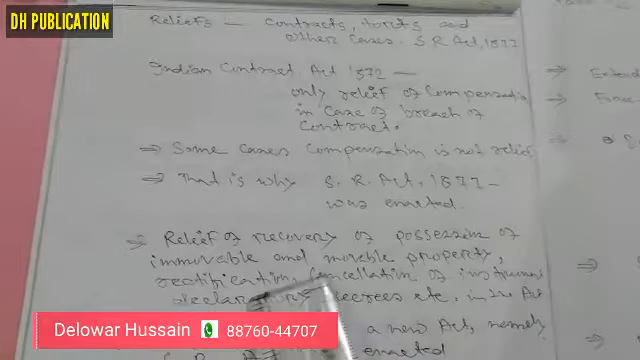 DH PUBLICATION
Reliefs - Contracts, torts and
other cases. S R Act, 1877
Indian Contract Act 1872 —
only relief of Compensation
in Case of breach of
Contract.
⇒ Some cases Compensation is not relief
⇒ That is why S. R. Act, 1877 -
was enacted.
⇒ Relief of recovery of possession of
immovable and movable property,
rectification, Cancellation of instrument
decrees etc. in the Act
a new Act, namely
enacted
⇒ Extend
⇒ Force
Delowar Hussain 88760-44707